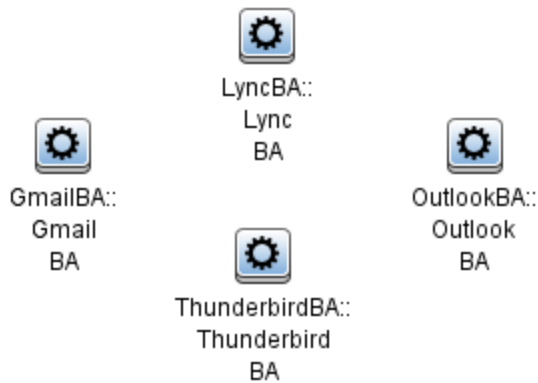 LyncBA::
Lync
BA
GmailBA::
Gmail
BA
OutlookBA::
Outlook
BA
ThunderbirdBA::
Thunderbird
BA